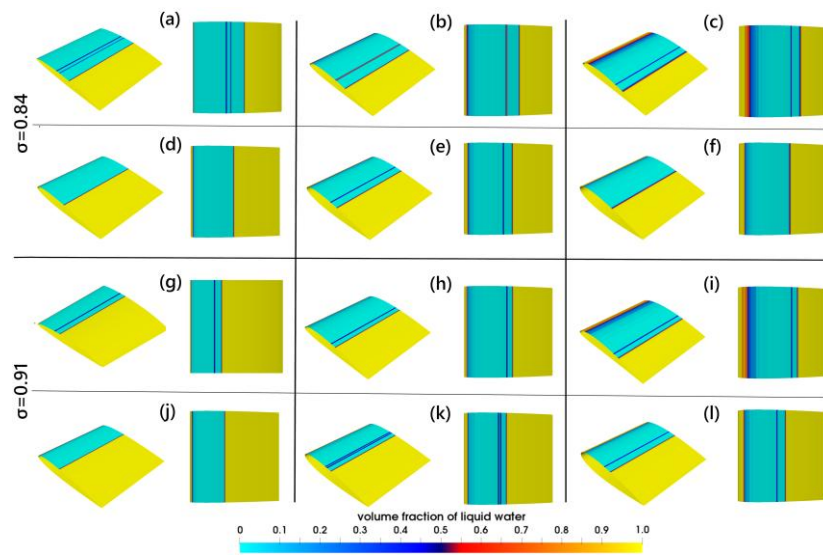 (a) (b) (c)
σ=0.84
(d) (e) (f)
(g) (h) (i)
σ=0.91
(j) (k) (l)
volume fraction of liquid water
0 0.1 0.2 0.3 0.4 0.5 0.6 0.7 0.8 0.9 1.0